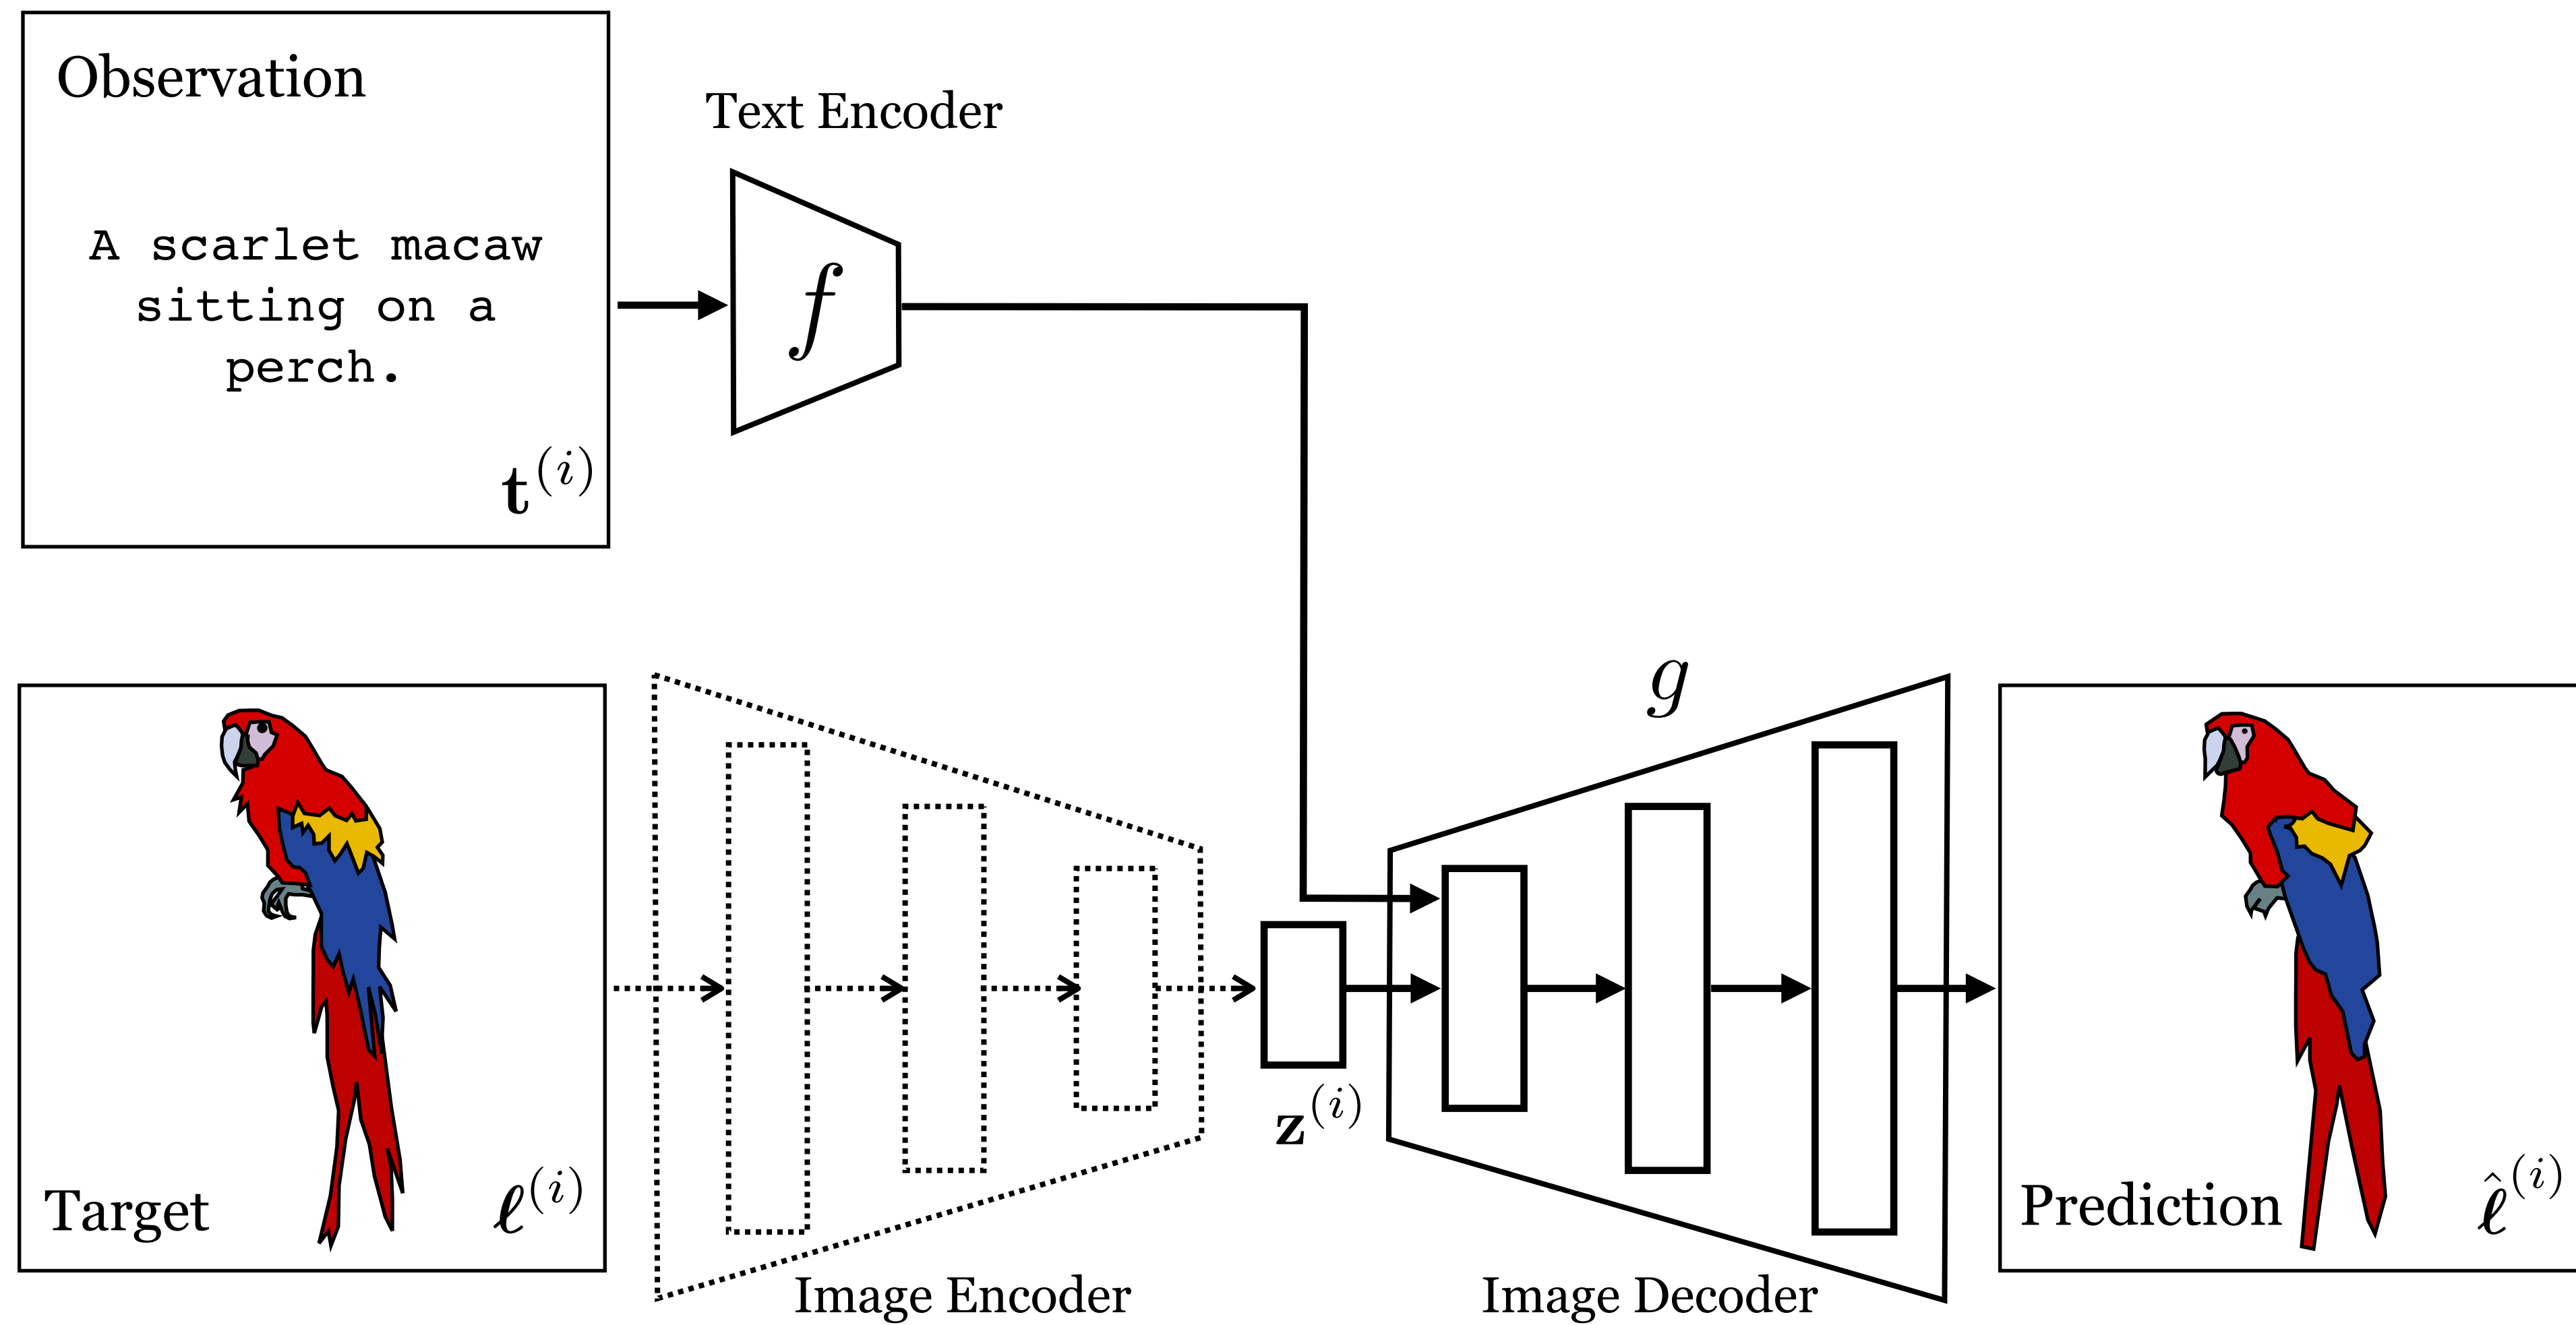 Observation
A scarlet macaw
sitting on a
perch.
t^(i)
Text Encoder
f
Target
ℓ^(i)
Image Encoder
z^(i)
g
Image Decoder
Prediction
ℓ̂^(i)